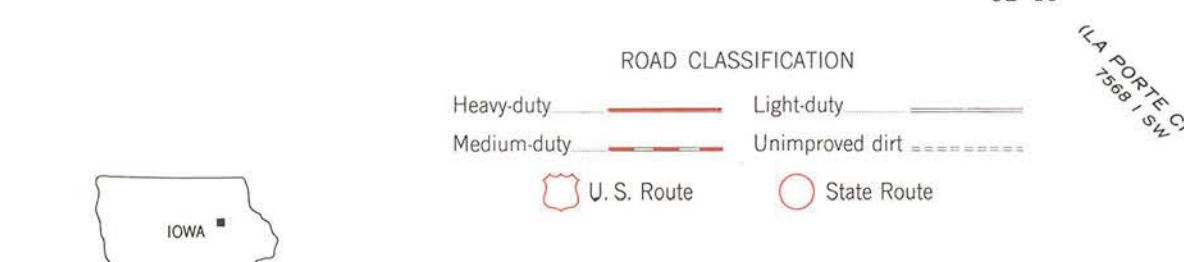 ROAD CLASSIFICATION
Heavy-duty
Light-duty
Medium-duty
Unimproved dirt
U. S. Route
State Route
IOWA
(LA PORTE
7568 I SW